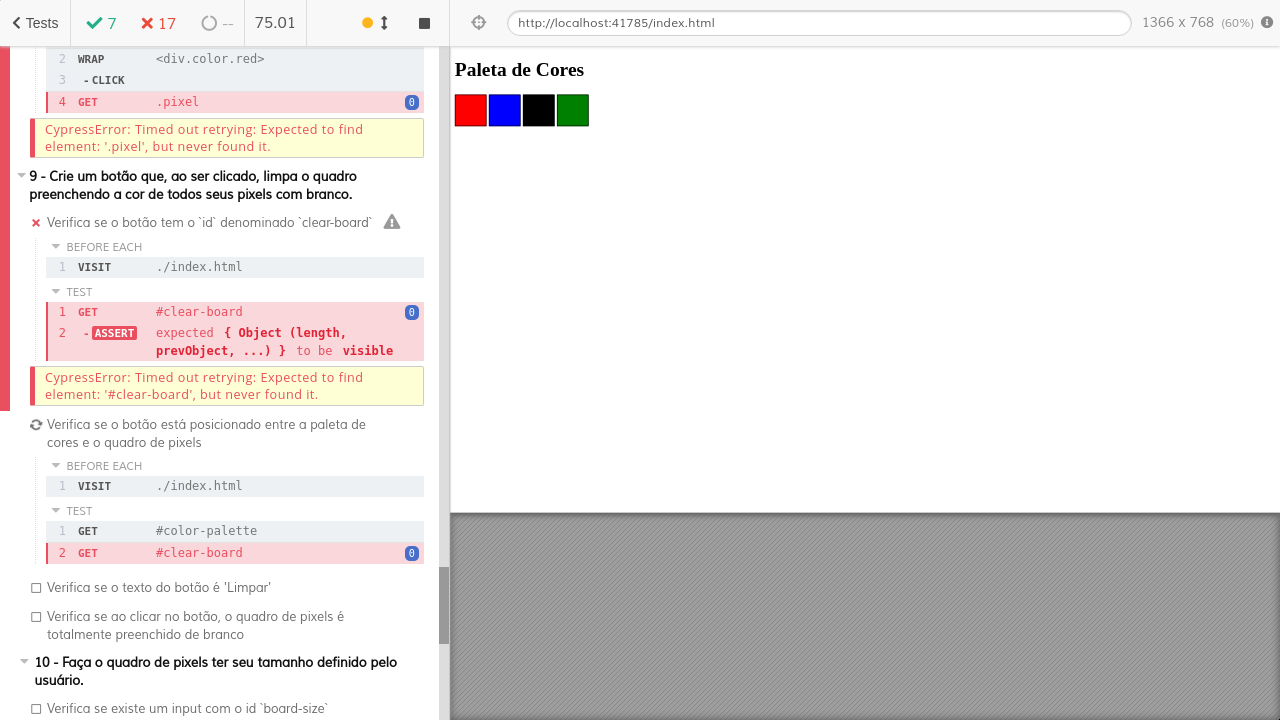 Tests 7 17 -- 75.01 http://localhost:41785/index.html 1366 x 768 (60%)
2 WRAP <div.color.red>
3 -CLICK
4 GET .pixel 0
CypressError: Timed out retrying: Expected to find
element: '.pixel', but never found it.
9 - Crie um botão que, ao ser clicado, limpa o quadro
preenchendo a cor de todos seus pixels com branco.
Verifica se o botão tem o `id` denominado `clear-board`
BEFORE EACH
1 VISIT ./index.html
TEST
1 GET #clear-board 0
2 -ASSERT expected { Object (length,
prevObject, ...) } to be visible
CypressError: Timed out retrying: Expected to find
element: '#clear-board', but never found it.
Verifica se o botão está posicionado entre a paleta de
cores e o quadro de pixels
BEFORE EACH
1 VISIT ./index.html
TEST
1 GET #color-palette
2 GET #clear-board 0
Verifica se o texto do botão é 'Limpar'
Verifica se ao clicar no botão, o quadro de pixels é
totalmente preenchido de branco
10 - Faça o quadro de pixels ter seu tamanho definido pelo
usuário.
Verifica se existe um input com o id `board-size`
Paleta de Cores